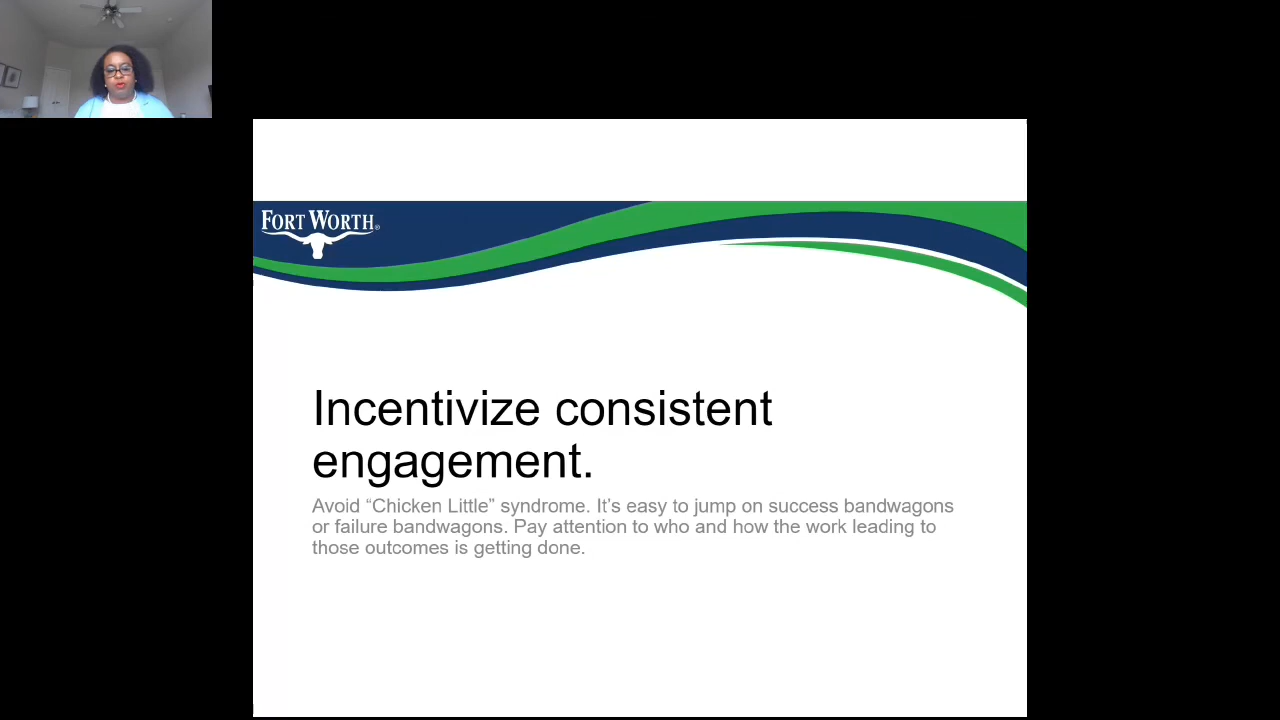 FORT WORTH®
Incentivize consistent
engagement.
Avoid “Chicken Little” syndrome. It’s easy to jump on success bandwagons
or failure bandwagons. Pay attention to who and how the work leading to
those outcomes is getting done.